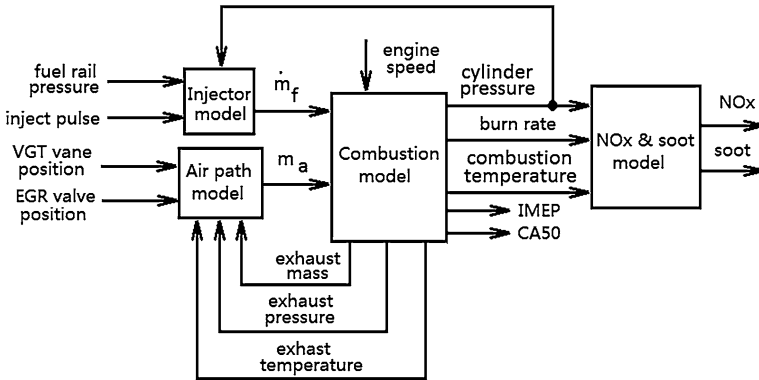 fuel rail
pressure
inject pulse
Injector
model
ṁf
engine
speed
cylinder
pressure
burn rate
combustion
temperature
IMEP
CA50
NOx & soot
model
NOx
soot
VGT vane
position
EGR valve
position
Air path
model
ma
Combustion
model
exhaust
mass
exhaust
pressure
exhast
temperature